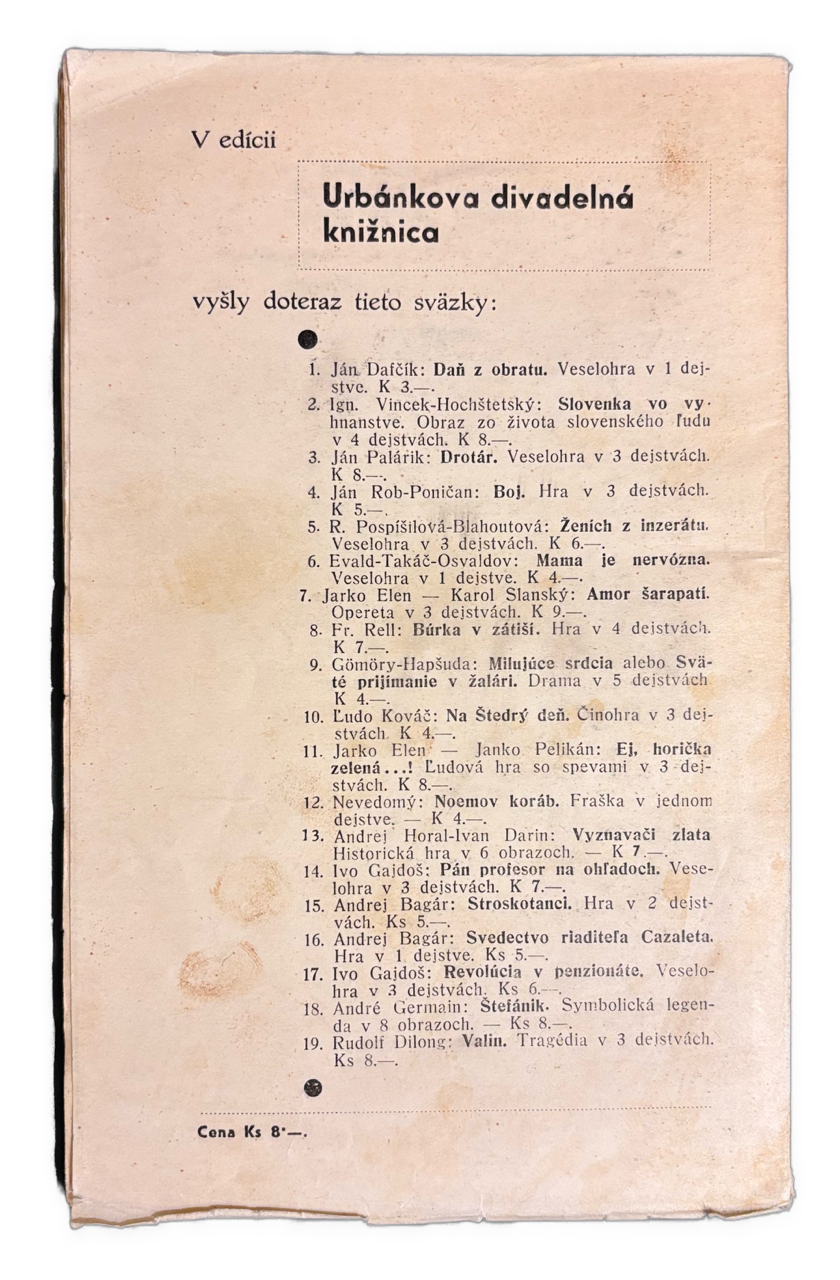 V edícii
Urbánkova divadelná
knižnica
vyšly doteraz tieto sväzky:
1. Ján Dafčík: Daň z obratu. Veselohra v 1 dej-
stve. K 3.—.
2. Ign. Vincek-Hochštetský: Slovenka vo vy-
hnanstve. Obraz zo života slovenského ľudu
v 4 dejstvách. K 8.—.
3. Ján Palárik: Drotár. Veselohra v 3 dejstvách.
K 8.—.
4. Ján Rob-Poničan: Boj. Hra v 3 dejstvách.
K 5.—.
5. R. Pospíšilová-Blahoutová: Ženích z inzerátu.
Veselohra v 3 dejstvách. K 6.—.
6. Evald-Takáč-Osvaldov: Mama je nervózna.
Veselohra v 1 dejstve. K 4.—.
7. Jarko Elen — Karol Slanský: Amor šarapatí.
Opereta v 3 dejstvách. K 9.—.
8. Fr. Rell: Búrka v zátiší. Hra v 4 dejstvách.
K 7.—.
9. Gömöry-Hapšuda: Milujúce srdcia alebo Svä-
té prijímanie v žalári. Drama v 5 dejstvách
K 4.—.
10. Ľudo Kováč: Na Štedrý deň. Činohra v 3 dej-
stvách. K 4.—.
11. Jarko Elen — Janko Pelikán: Ej, horička
zelená...! Ľudová hra so spevami v 3 dej-
stvách. K 8.—.
12. Nevedomý: Noemov koráb. Fraška v jednom
dejstve. — K 4.—.
13. Andrej Horal-Ivan Darin: Vyznavači zlata
Historická hra v 6 obrazoch. — K 7.—.
14. Ivo Gajdoš: Pán profesor na ohľadoch. Vese-
lohra v 3 dejstvách. K 7.—.
15. Andrej Bagár: Stroskotanci. Hra v 2 dejst-
vách. Ks 5.—.
16. Andrej Bagár: Svedectvo riaditeľa Cazaleta.
Hra v 1 dejstve. Ks 5.—.
17. Ivo Gajdoš: Revolúcia v penzionáte. Veselo-
hra v 3 dejstvách. Ks 6.—.
18. André Germain: Štefánik. Symbolická legen-
da v 8 obrazoch. — Ks 8.—.
19. Rudolf Dilong: Valin. Tragédia v 3 dejstvách.
Ks 8.—.
Cena Ks 8·—.